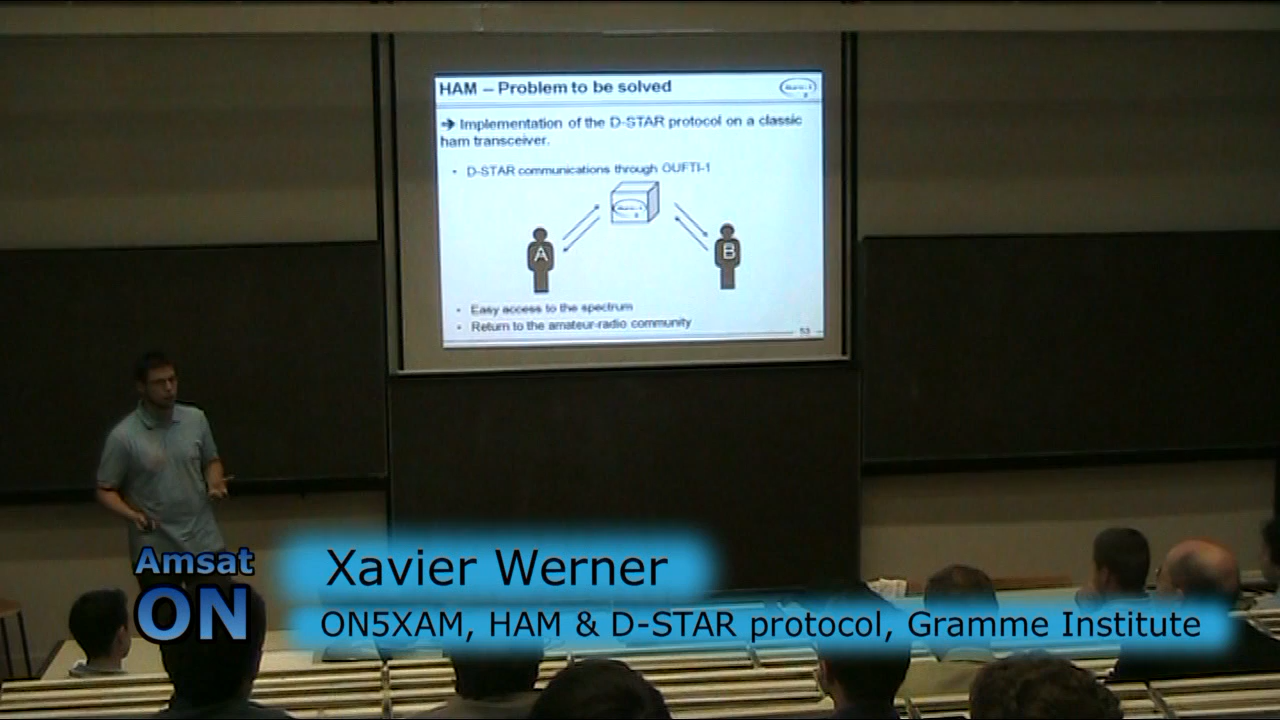 HAM – Problem to be solved
➔ Implementation of the D-STAR protocol on a classic
ham transceiver.
• D-STAR communications through OUFTI-1
A
B
• Easy access to the spectrum
• Return to the amateur-radio community
53
Amsat
ON
Xavier Werner
ON5XAM, HAM & D-STAR protocol, Gramme Institute